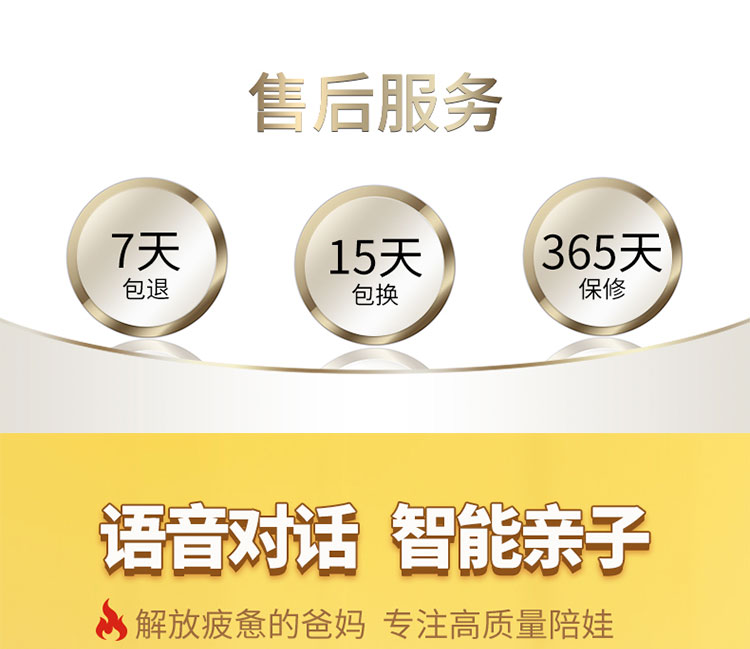 售后服务
7天
包退
15天
包换
365天
保修
语音对话 智能亲子
解放疲惫的爸妈 专注高质量陪娃